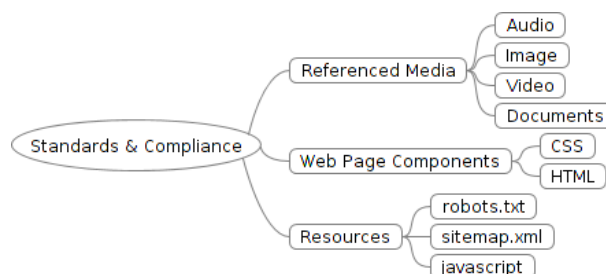 Standards & Compliance
Referenced Media
Audio
Image
Video
Documents
Web Page Components
CSS
HTML
Resources
robots.txt
sitemap.xml
javascript